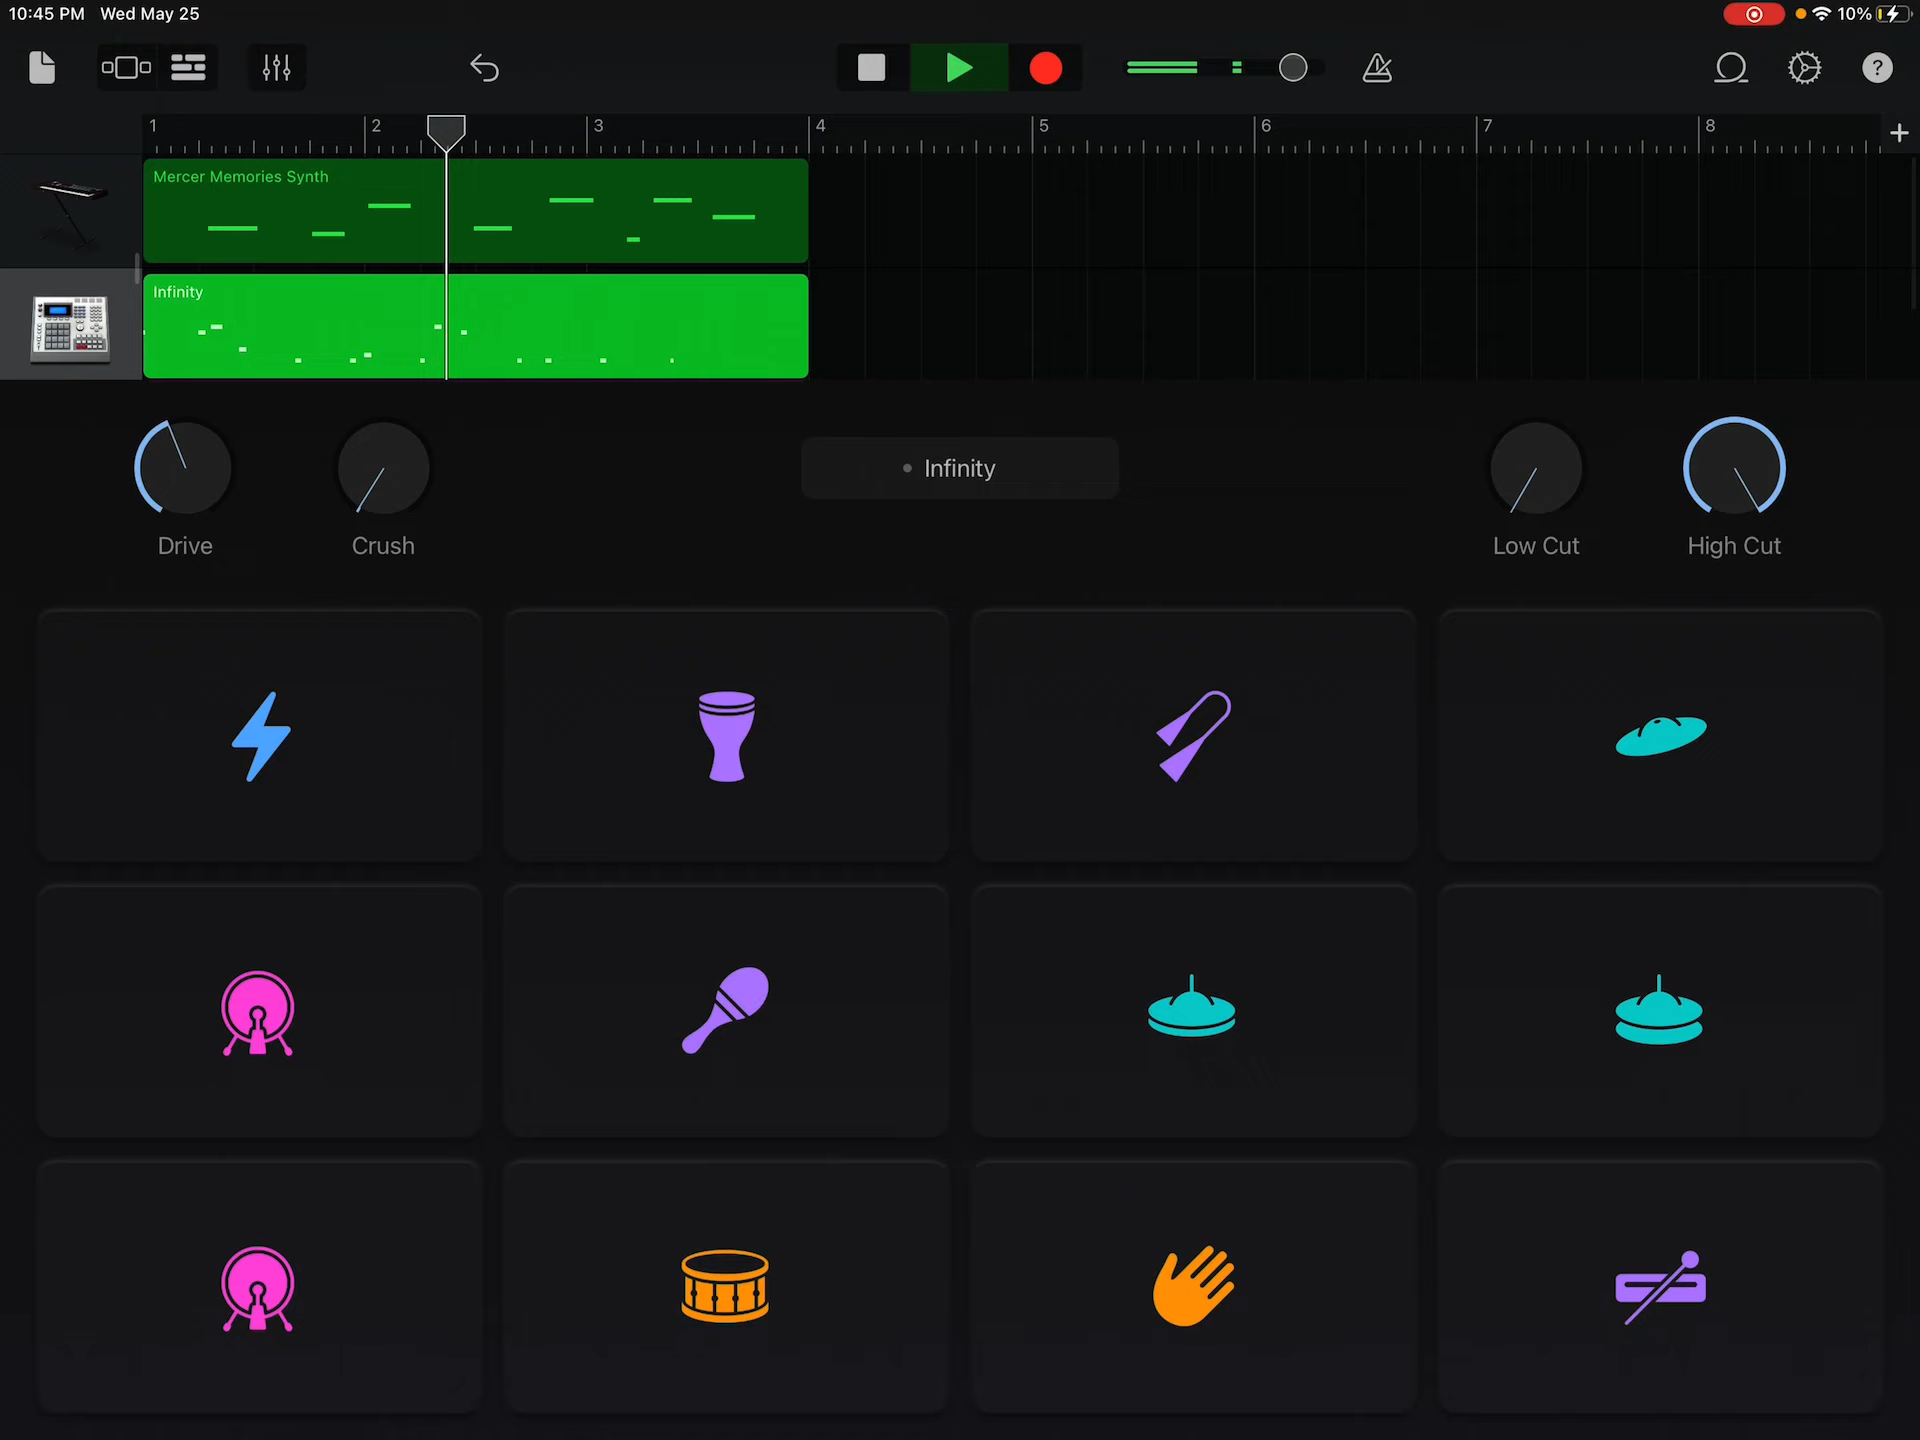 10:45 PM Wed May 25 10%
?
1 2 3 4 5 6 7 8 +
Mercer Memories Synth
Infinity
Infinity
Drive Crush Low Cut High Cut